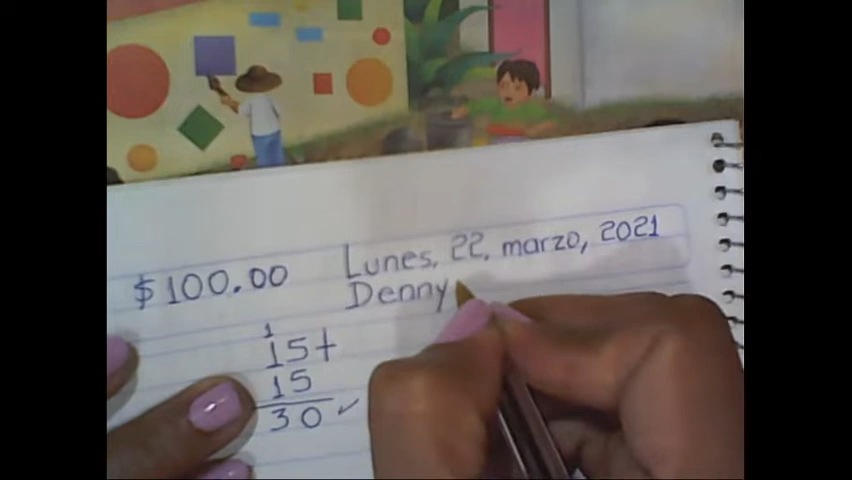 $100.00 Lunes, 22, marzo, 2021
Denny
1
15+
15
30 ✓